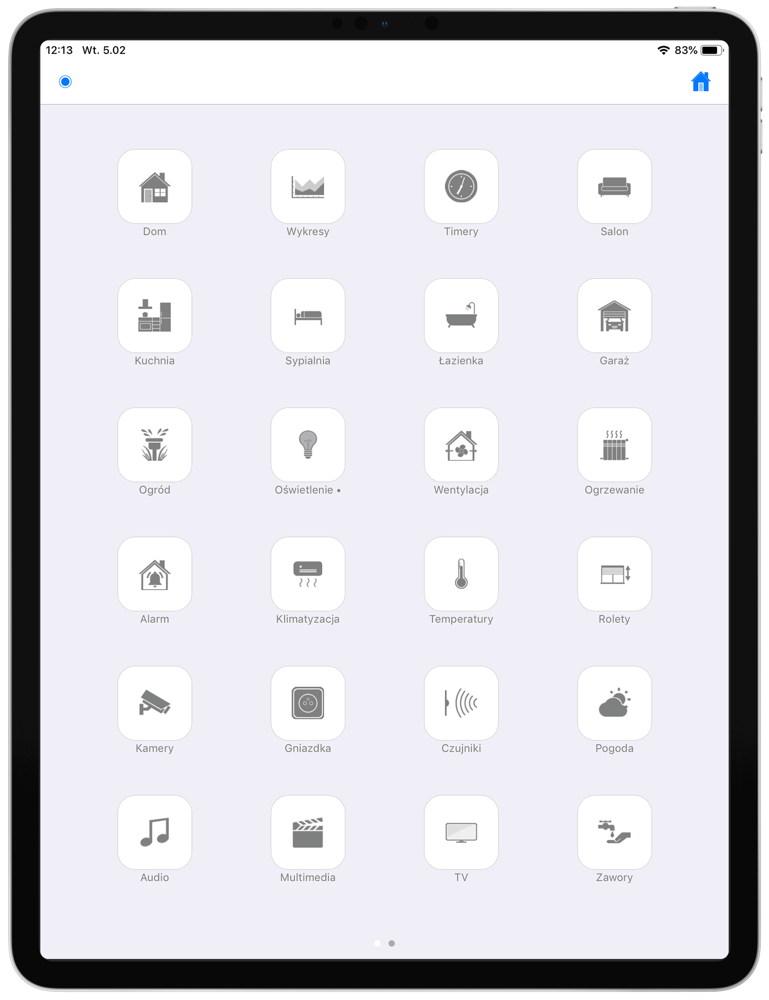 12:13 Wt. 5.02 83%
Dom Wykresy Timery Salon
Kuchnia Sypialnia Łazienka Garaż
Ogród Oświetlenie • Wentylacja Ogrzewanie
Alarm Klimatyzacja Temperatury Rolety
Kamery Gniazdka Czujniki Pogoda
Audio Multimedia TV Zawory